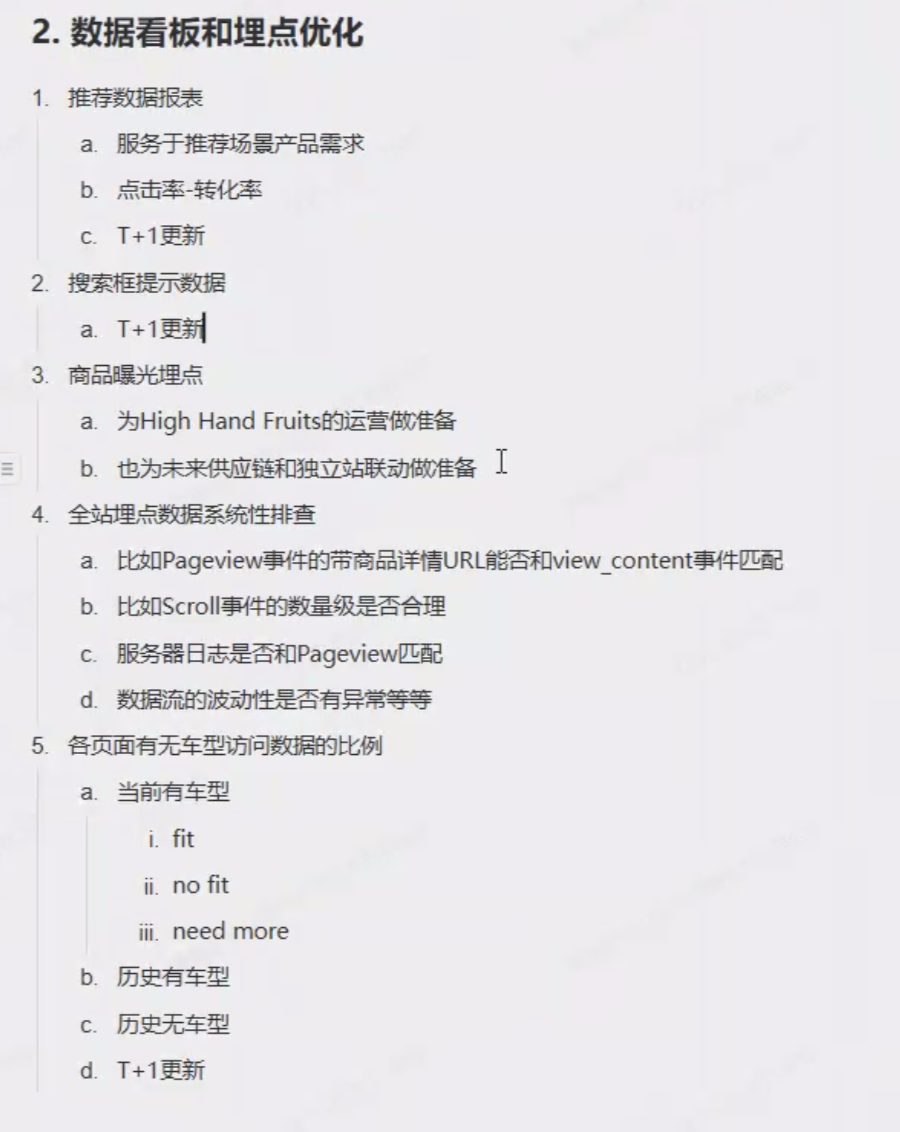 2. 数据看板和埋点优化
1. 推荐数据报表
a. 服务于推荐场景产品需求
b. 点击率-转化率
c. T+1更新
2. 搜索框提示数据
a. T+1更新
3. 商品曝光埋点
a. 为High Hand Fruits的运营做准备
b. 也为未来供应链和独立站联动做准备
4. 全站埋点数据系统性排查
a. 比如Pageview事件的带商品详情URL能否和view_content事件匹配
b. 比如Scroll事件的数量级是否合理
c. 服务器日志是否和Pageview匹配
d. 数据流的波动性是否有异常等等
5. 各页面有无车型访问数据的比例
a. 当前有车型
i. fit
ii. no fit
iii. need more
b. 历史有车型
c. 历史无车型
d. T+1更新